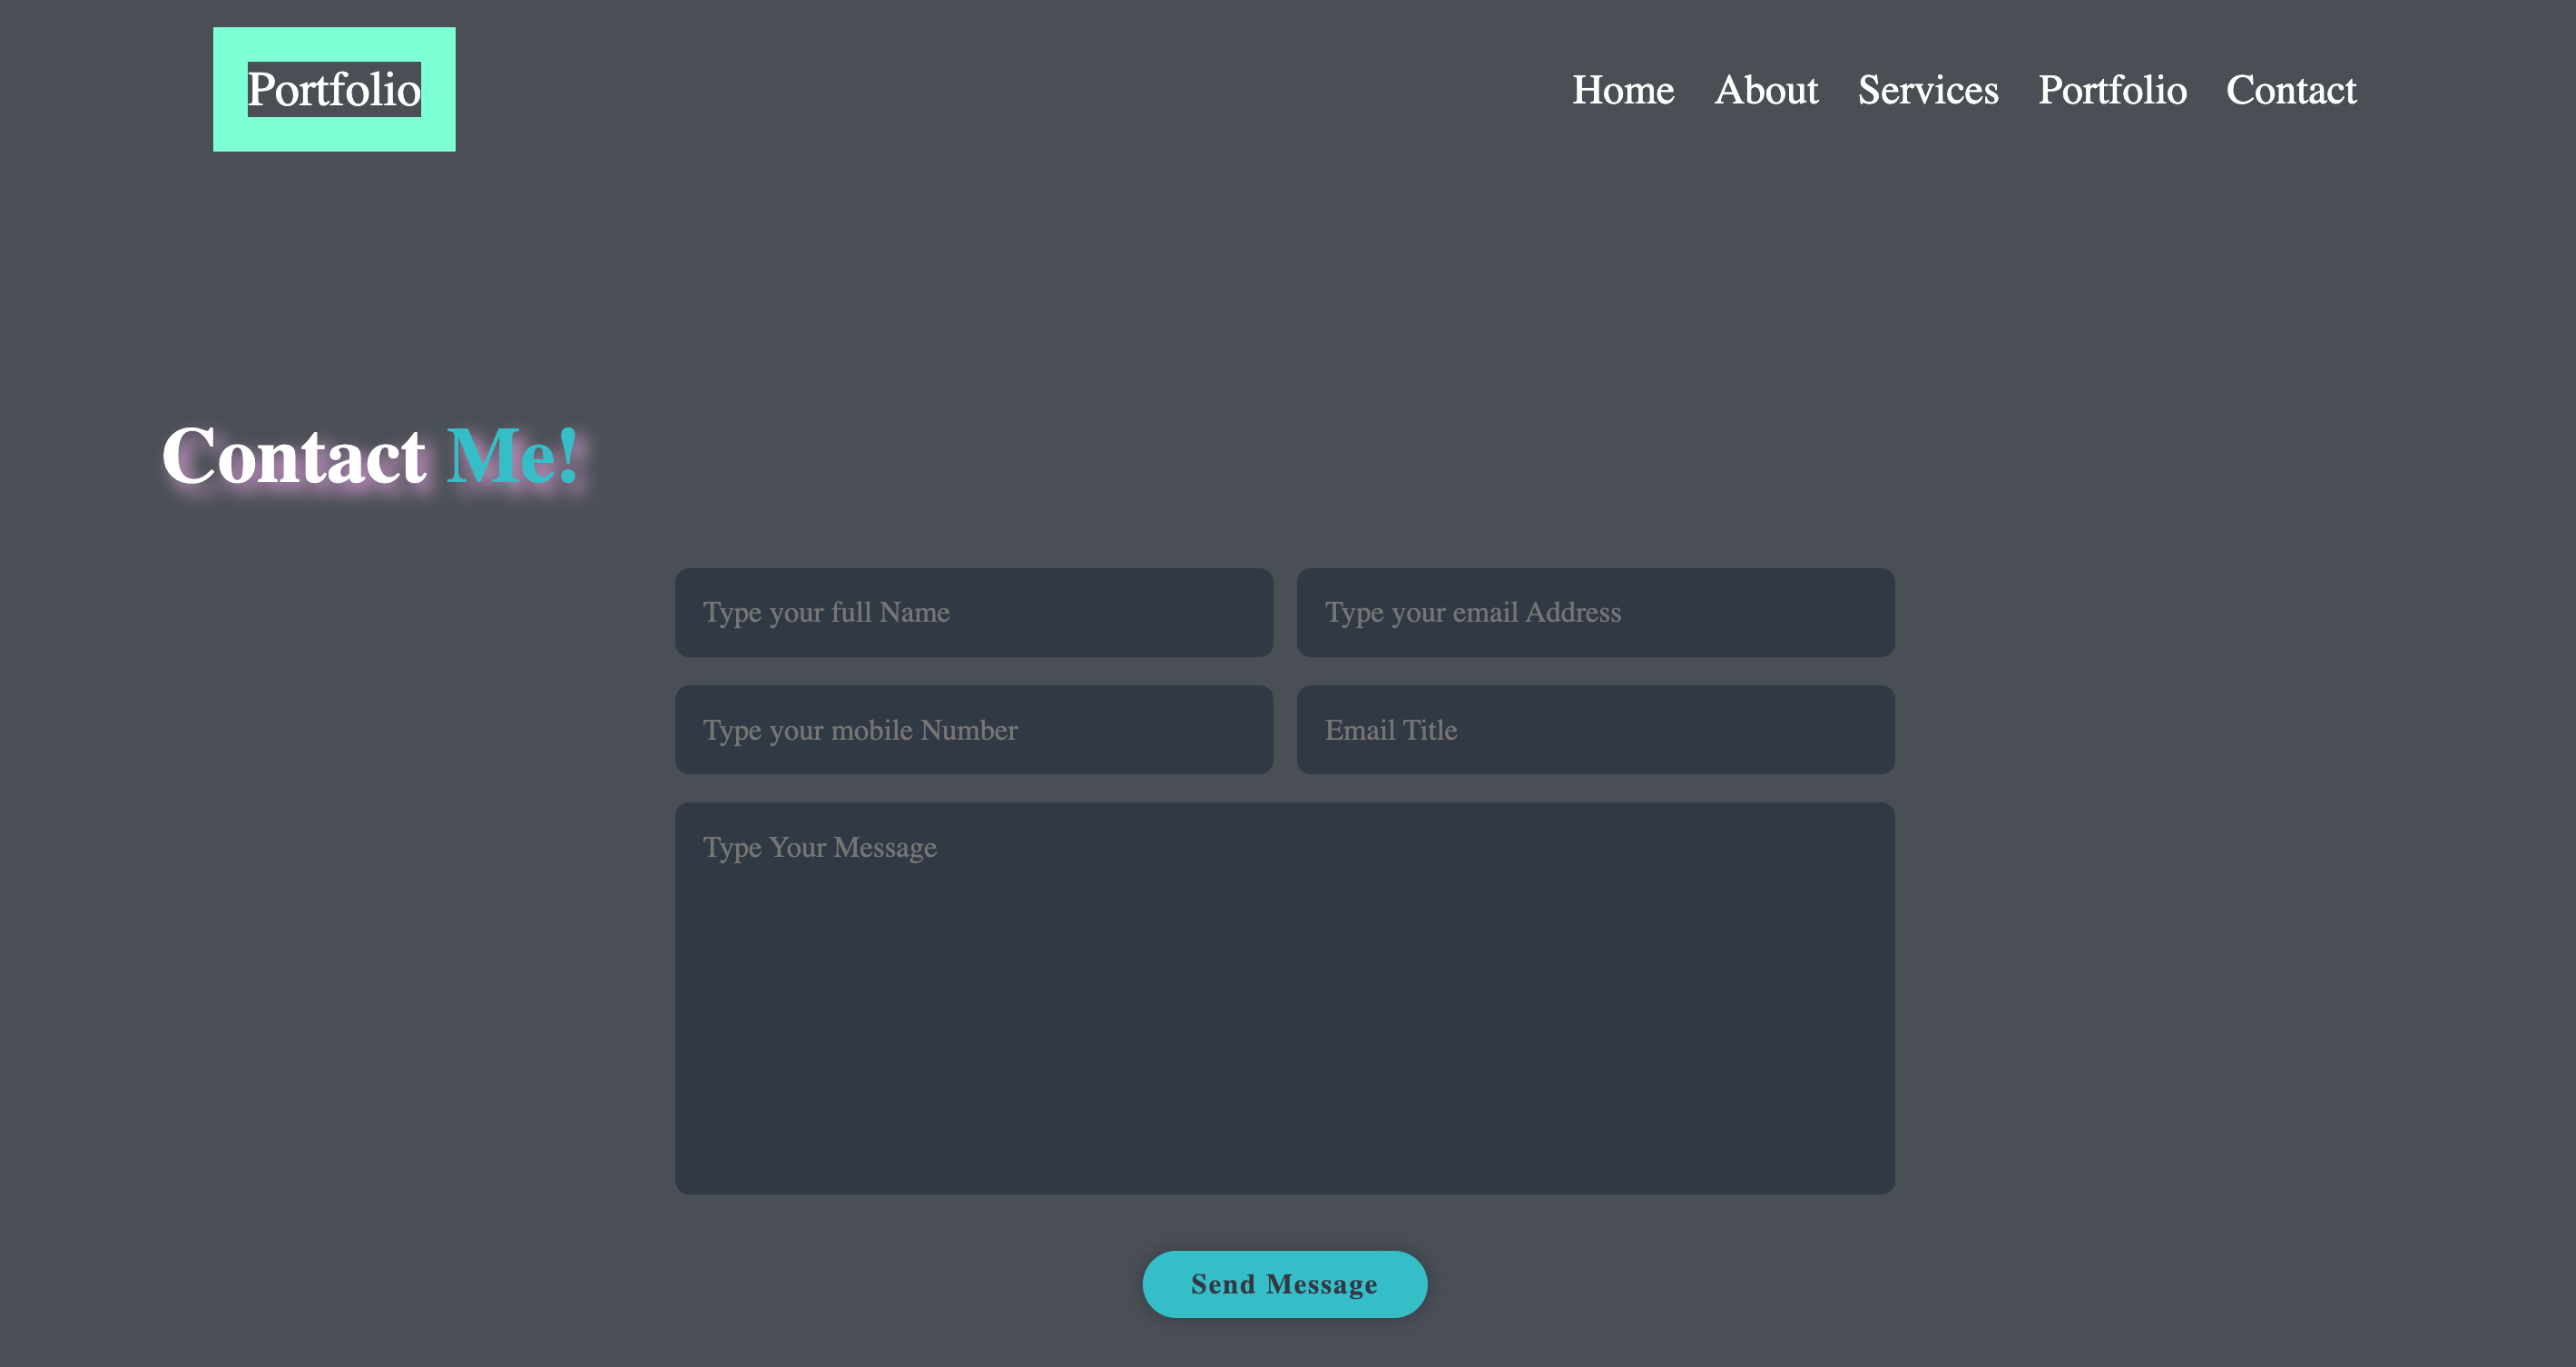 Portfolio
Home About Services Portfolio Contact
Contact Me!
Type your full Name
Type your email Address
Type your mobile Number
Email Title
Type Your Message
Send Message